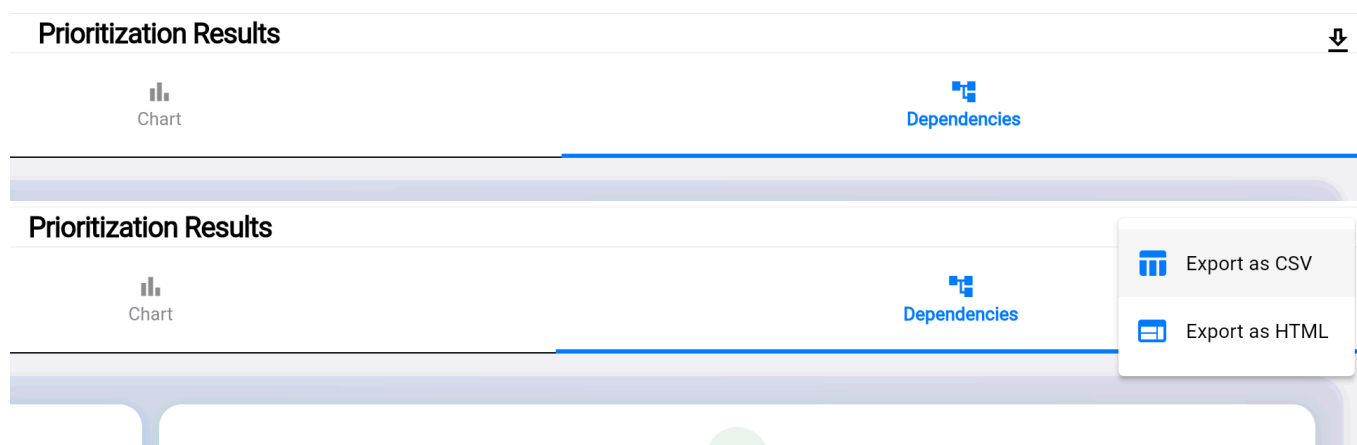 Prioritization Results
Chart
Dependencies
Prioritization Results
Export as CSV
Chart
Dependencies
Export as HTML